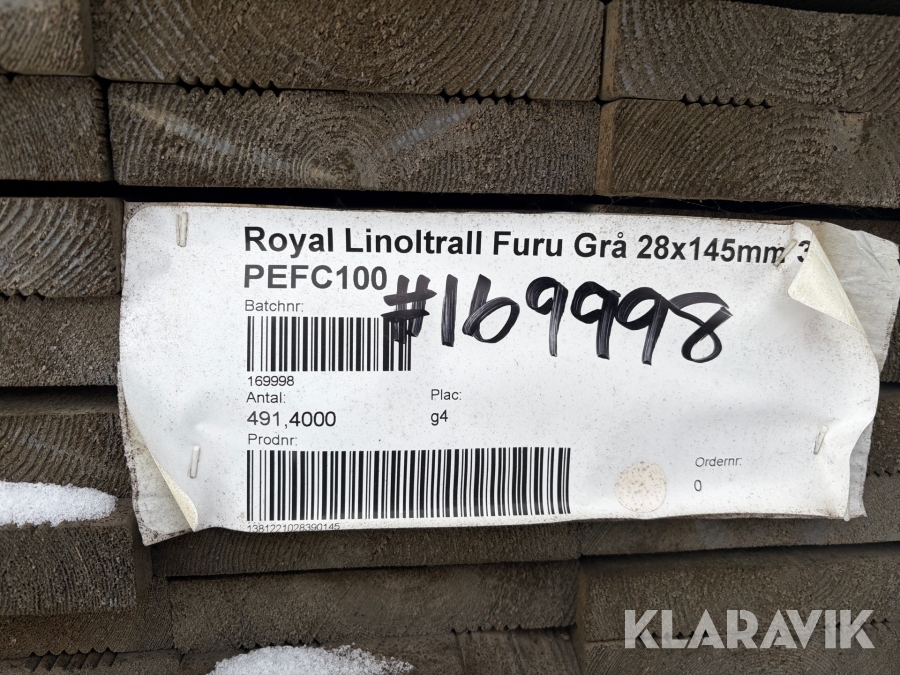 Royal Linoltrall Furu Grå 28x145mm 3
PEFC100
#169998
Batchnr:
169998
Antal:
Plac:
491,4000
g4
Prodnr:
Ordernr:
0
1381221028390145
KLARAVIK